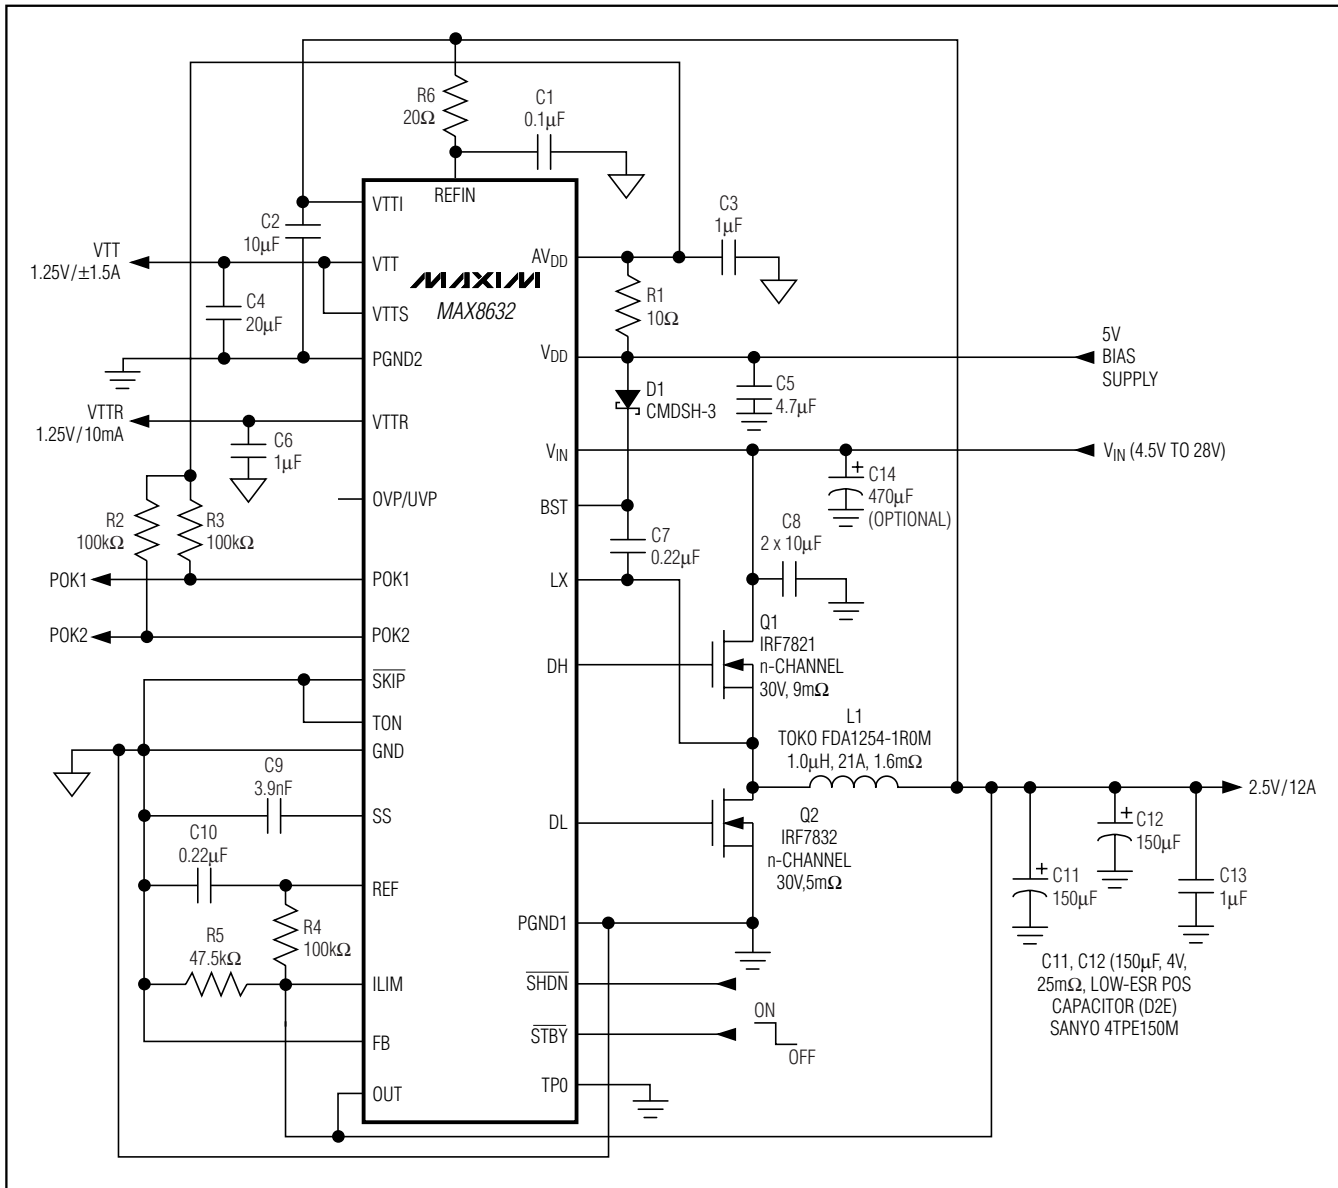 R6
20Ω
C1
0.1µF
REFIN
VTTI
C2
10µF
C3
1µF
VTT
1.25V/±1.5A
VTT
AVDD
MAXIM
MAX8632
C4
20µF
VTTS
R1
10Ω
PGND2
VDD
5V
BIAS
SUPPLY
D1
CMDSH-3
C5
4.7µF
VTTR
1.25V/10mA
VTTR
C6
1µF
VIN
VIN (4.5V TO 28V)
C14
470µF
(OPTIONAL)
OVP/UVP
BST
R2
100kΩ
R3
100kΩ
C7
0.22µF
C8
2 x 10µF
POK1
POK1
LX
POK2
POK2
DH
Q1
IRF7821
n-CHANNEL
30V, 9mΩ
SKIP
TON
GND
L1
TOKO FDA1254-1R0M
1.0µH, 21A, 1.6mΩ
C9
3.9nF
2.5V/12A
SS
DL
Q2
IRF7832
n-CHANNEL
30V,5mΩ
C12
150µF
C11
150µF
C13
1µF
C10
0.22µF
REF
R4
100kΩ
R5
47.5kΩ
PGND1
ILIM
SHDN
C11, C12 (150µF, 4V,
25mΩ, LOW-ESR POS
CAPACITOR (D2E)
SANYO 4TPE150M
FB
STBY
ON
OFF
OUT
TP0